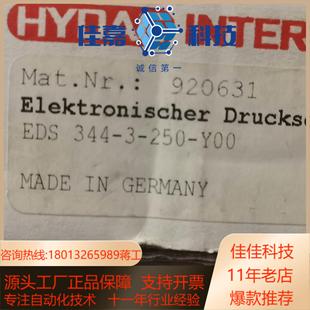 HYDA INTER
佳嘉 科技
诚信第一
Mat.Nr.: 920631
Elektronischer Drucks
EDS 344-3-250-Y00
MADE IN GERMANY
咨询热线:18013265989蒋工
源头工厂正品保障 支持开票
专注自动化技术 十一年行业经验
佳佳科技
11年老店
爆款推荐